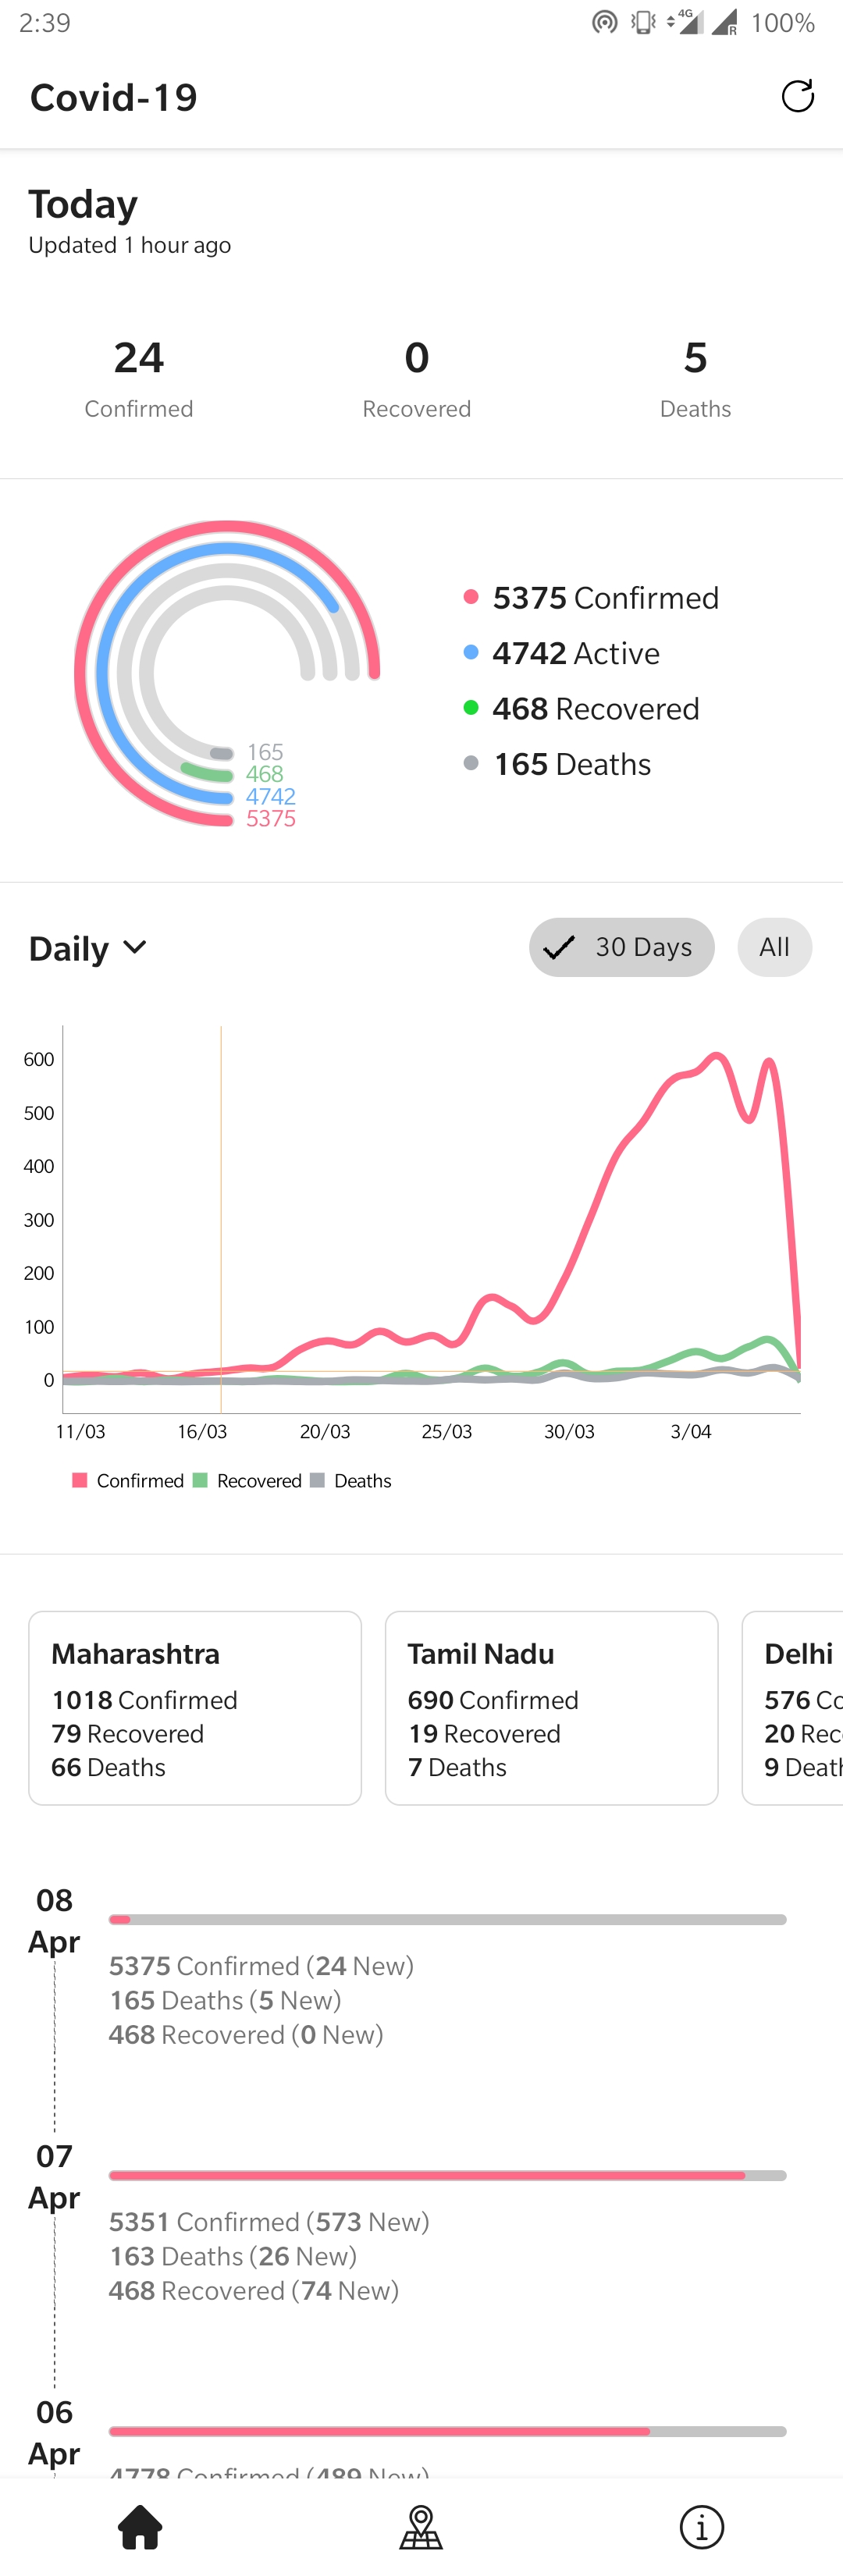 2:39 4G R 100%
Covid-19
Today
Updated 1 hour ago
24 0 5
Confirmed Recovered Deaths
5375 Confirmed
4742 Active
468 Recovered
165 Deaths
165
468
4742
5375
Daily 30 Days All
600
500
400
300
200
100
0
11/03 16/03 20/03 25/03 30/03 3/04
Confirmed Recovered Deaths
Maharashtra
1018 Confirmed
79 Recovered
66 Deaths
Tamil Nadu
690 Confirmed
19 Recovered
7 Deaths
Delhi
576 Co
20 Rec
9 Deat
08
Apr
5375 Confirmed (24 New)
165 Deaths (5 New)
468 Recovered (0 New)
07
Apr
5351 Confirmed (573 New)
163 Deaths (26 New)
468 Recovered (74 New)
06
Apr
4778 Confirmed (489 New)